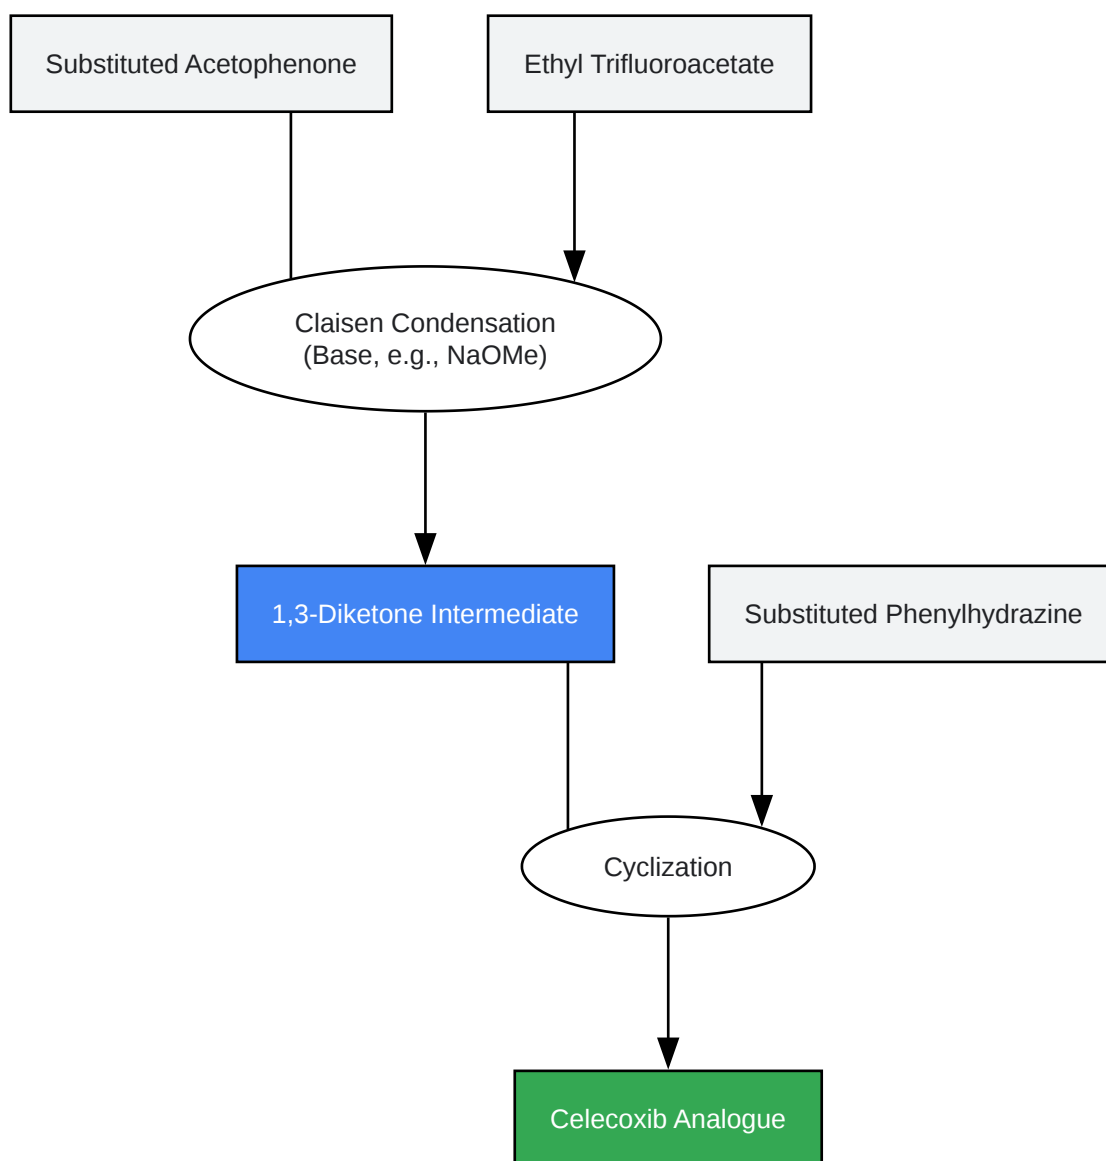 Substituted Acetophenone
Ethyl Trifluoroacetate
Claisen Condensation
(Base, e.g., NaOMe)
1,3-Diketone Intermediate
Substituted Phenylhydrazine
Cyclization
Celecoxib Analogue